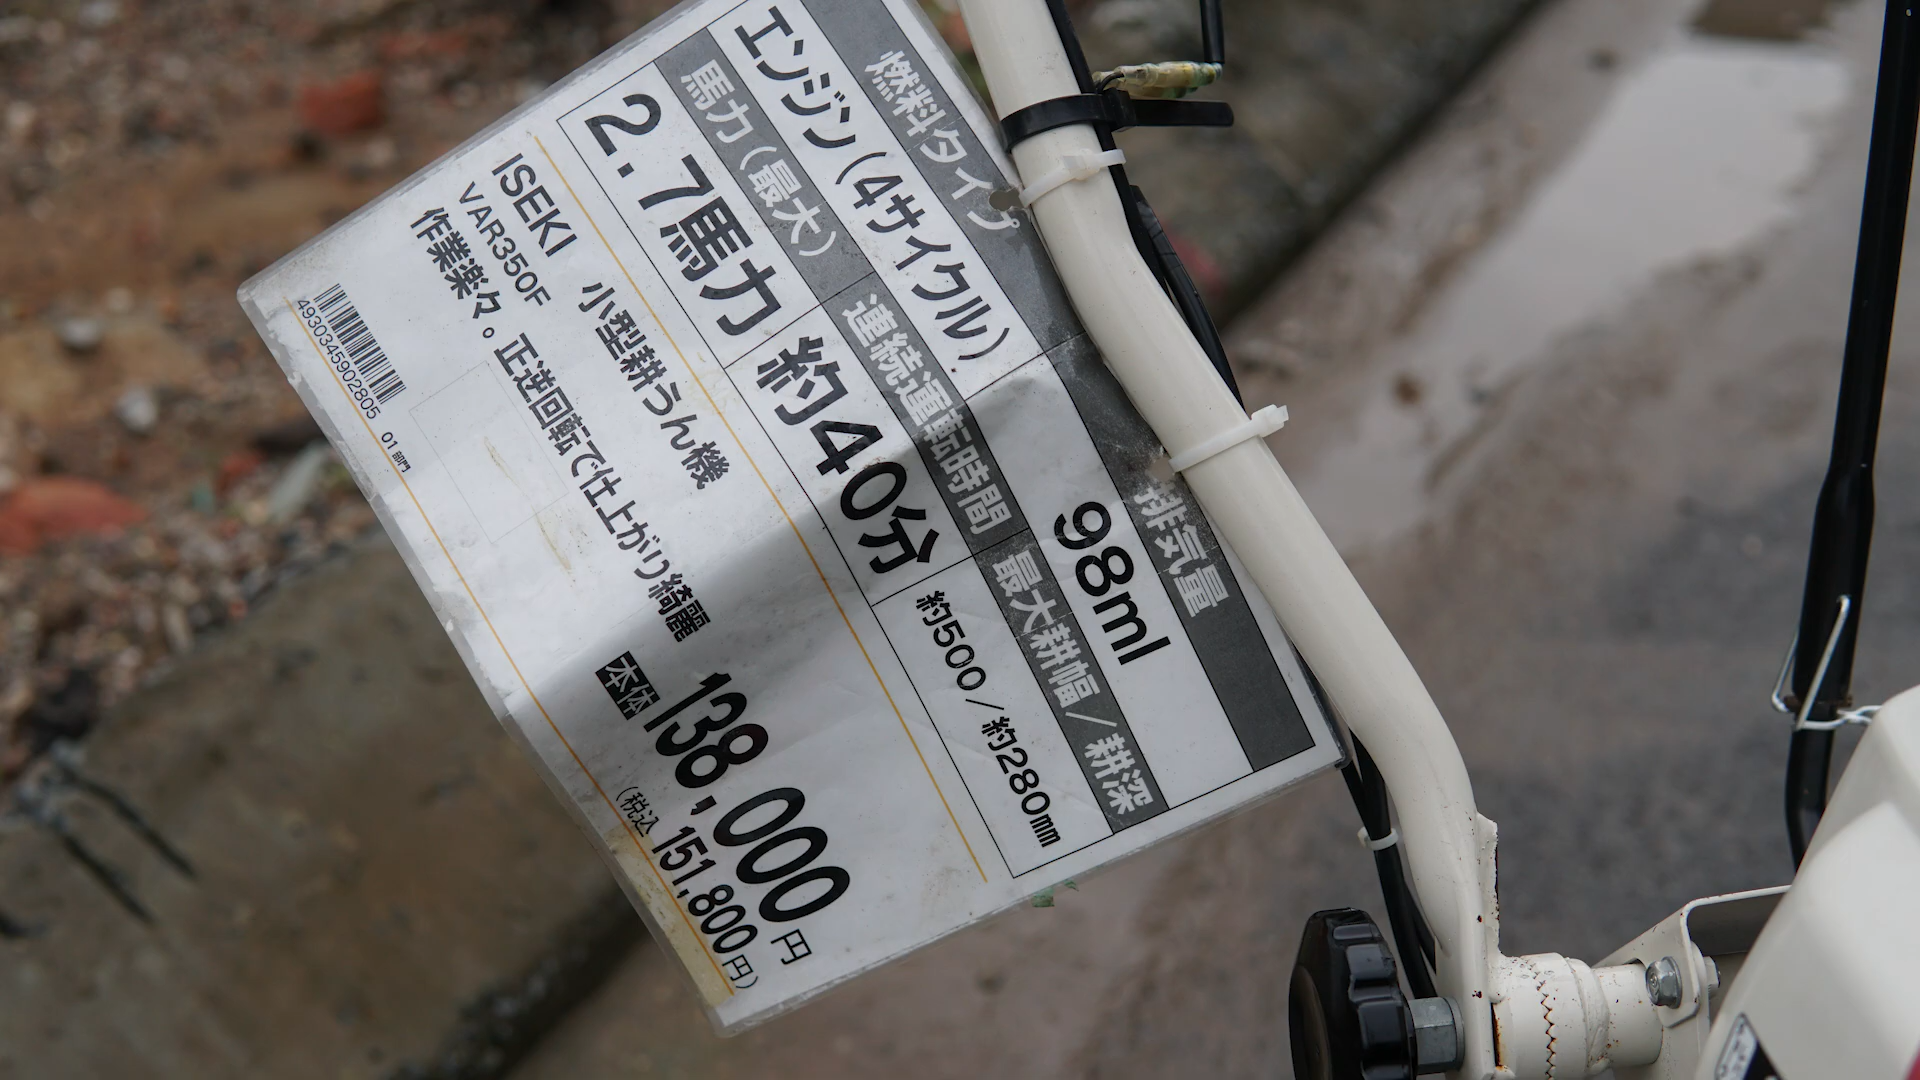 燃料タイプ
排気量
エンジン（4サイクル）
98ml
馬力（最大）
連続運転時間
最大耕幅/耕深
2.7馬力
約40分
約500/約280mm
ISEKI　小型耕うん機
VAR350F
作業楽々。正逆回転で仕上がり綺麗
本体138,000円
（税込 151,800円）
4930345902805
01 部門